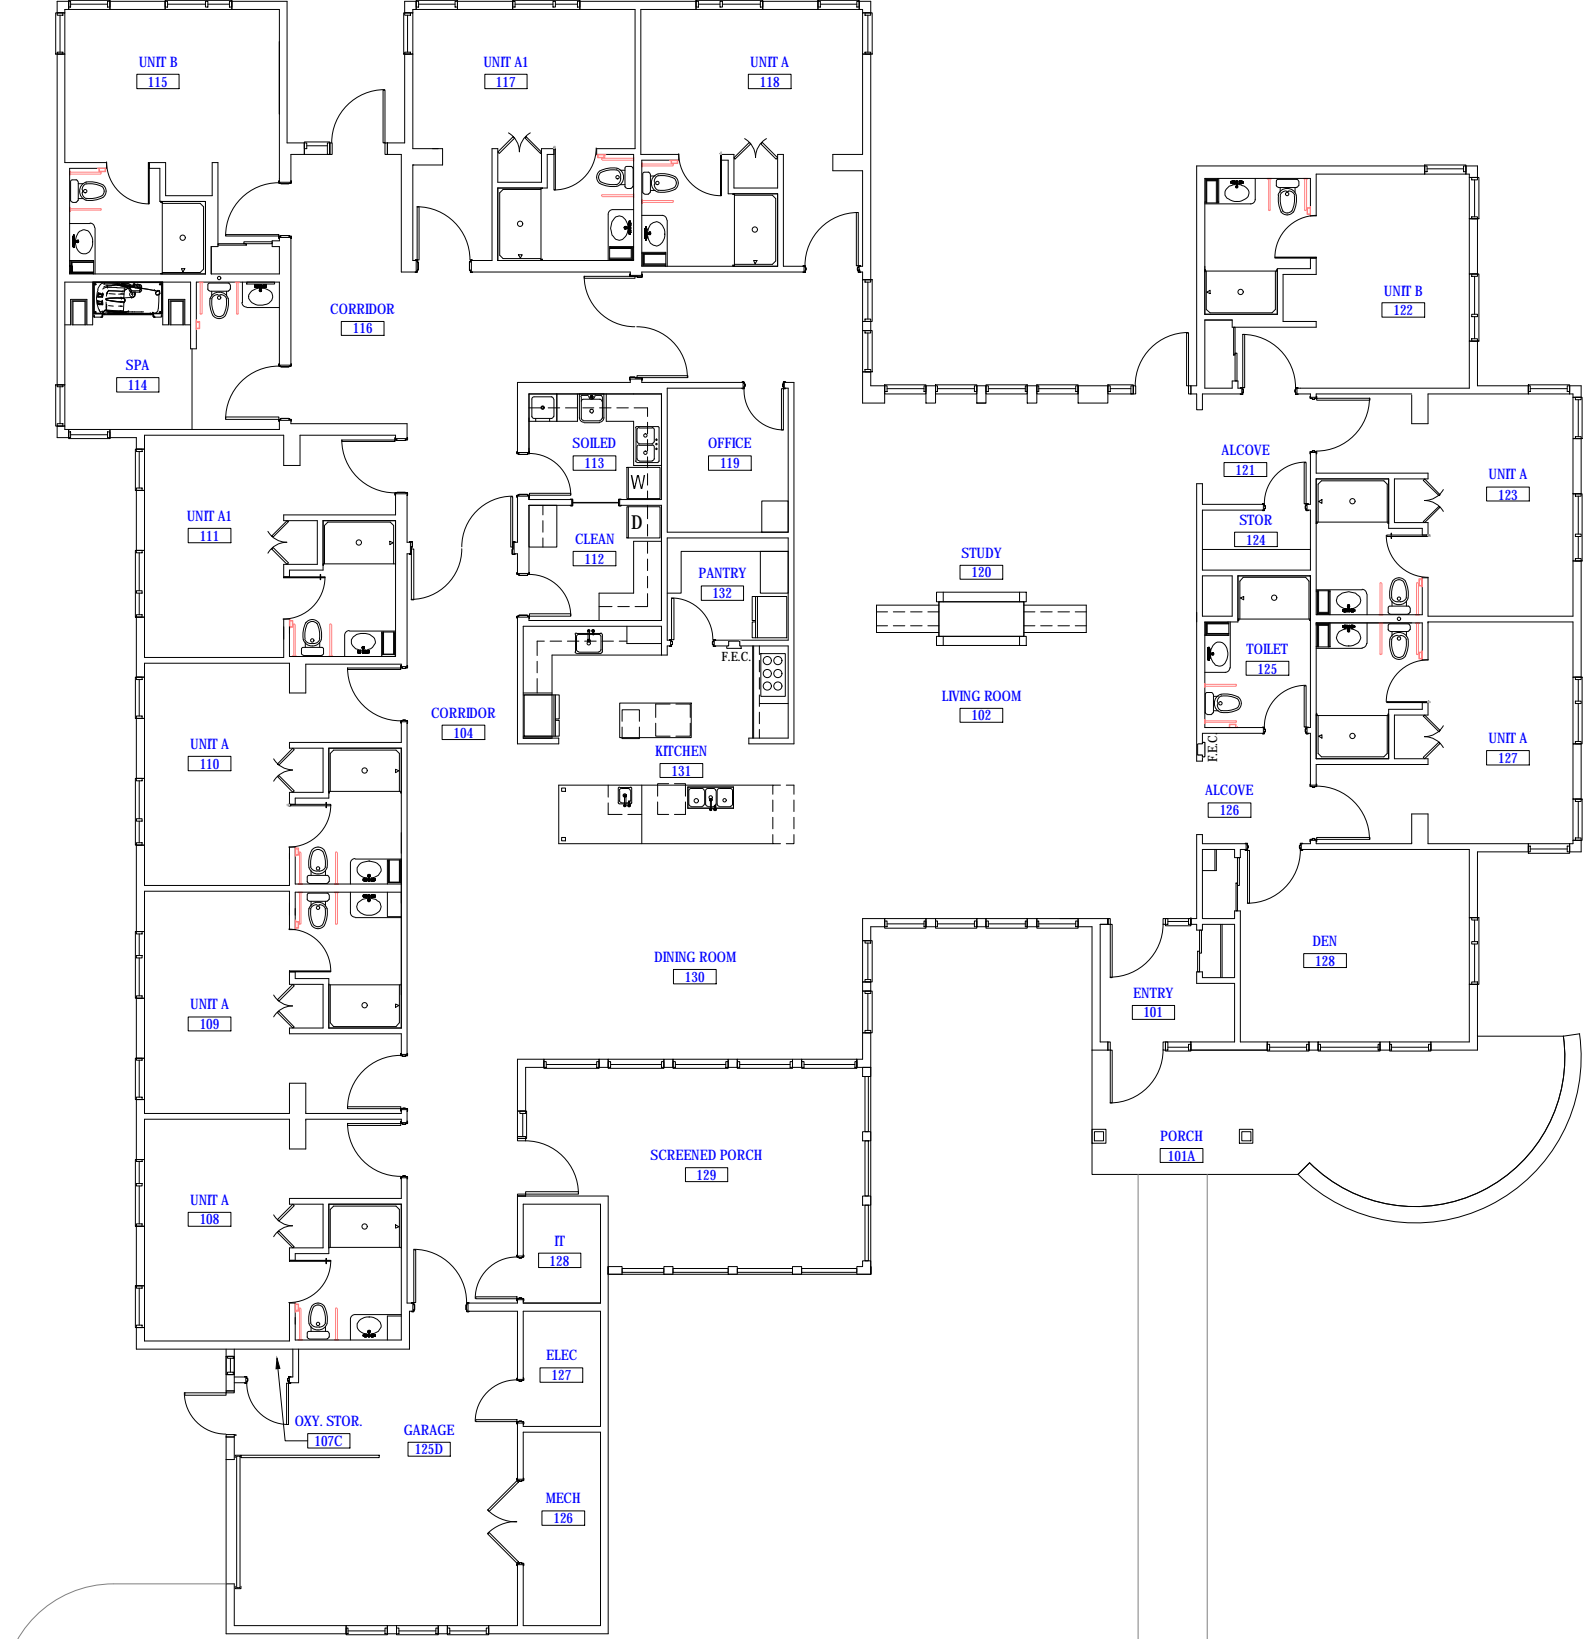 UNIT B
115
UNIT A1
117
UNIT A
118
UNIT B
122
CORRIDOR
116
SPA
114
SOILED
113
W
OFFICE
119
ALCOVE
121
UNIT A
123
UNIT A1
111
D
CLEAN
112
STOR
124
STUDY
120
PANTRY
132
F.E.C.
TOILET
125
LIVING ROOM
102
CORRIDOR
104
UNIT A
110
KITCHEN
131
F.E.C.
UNIT A
127
ALCOVE
126
DINING ROOM
130
DEN
128
ENTRY
101
UNIT A
109
PORCH
101A
SCREENED PORCH
129
UNIT A
108
IT
128
ELEC
127
OXY. STOR.
107C
GARAGE
125D
MECH
126